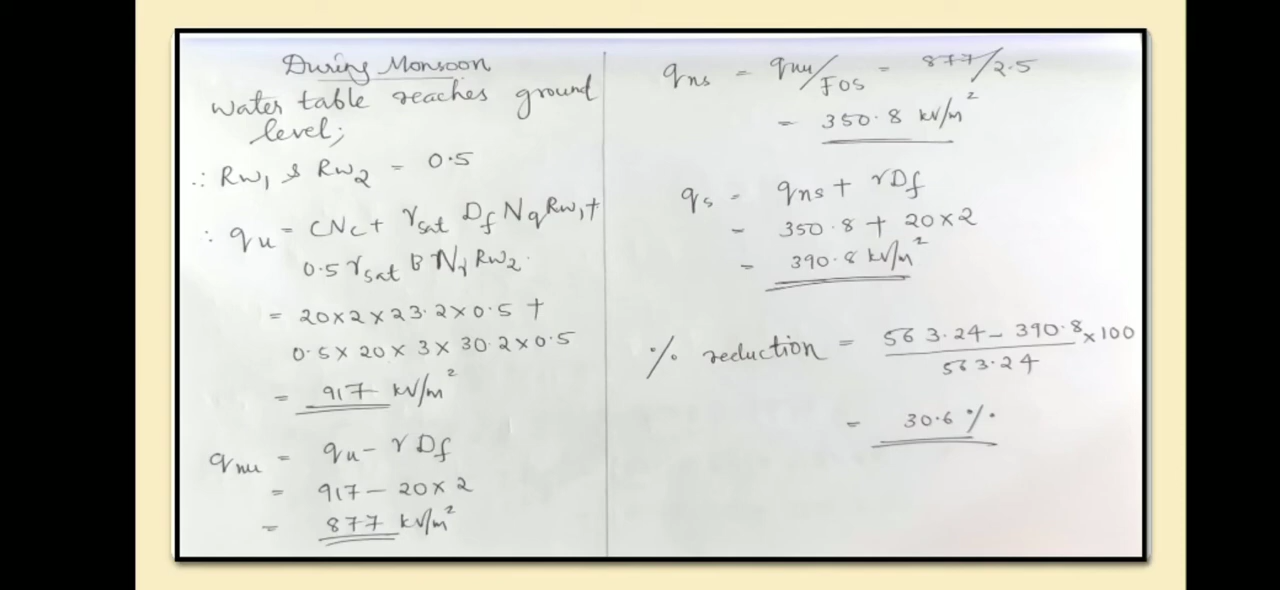 During Monsoon
Water table reaches ground
level;
∴ Rw₁ & Rw₂ = 0.5
∴ qu = CNc + γsat Df Nq Rw₁ +
0.5 γsat B Nγ Rw₂.
= 20×2×23.2×0.5 +
0.5×20×3×30.2×0.5
= 917 kN/m²
qnu = qu - γDf
= 917 - 20×2
= 877 kN/m²
qns = qnu/FOS = 877/2.5
= 350.8 kN/m²
qs = qns + γDf
= 350.8 + 20×2
= 390.8 kN/m²
% reduction = 563.24 - 390.8 ×100
563.24
= 30.6 %